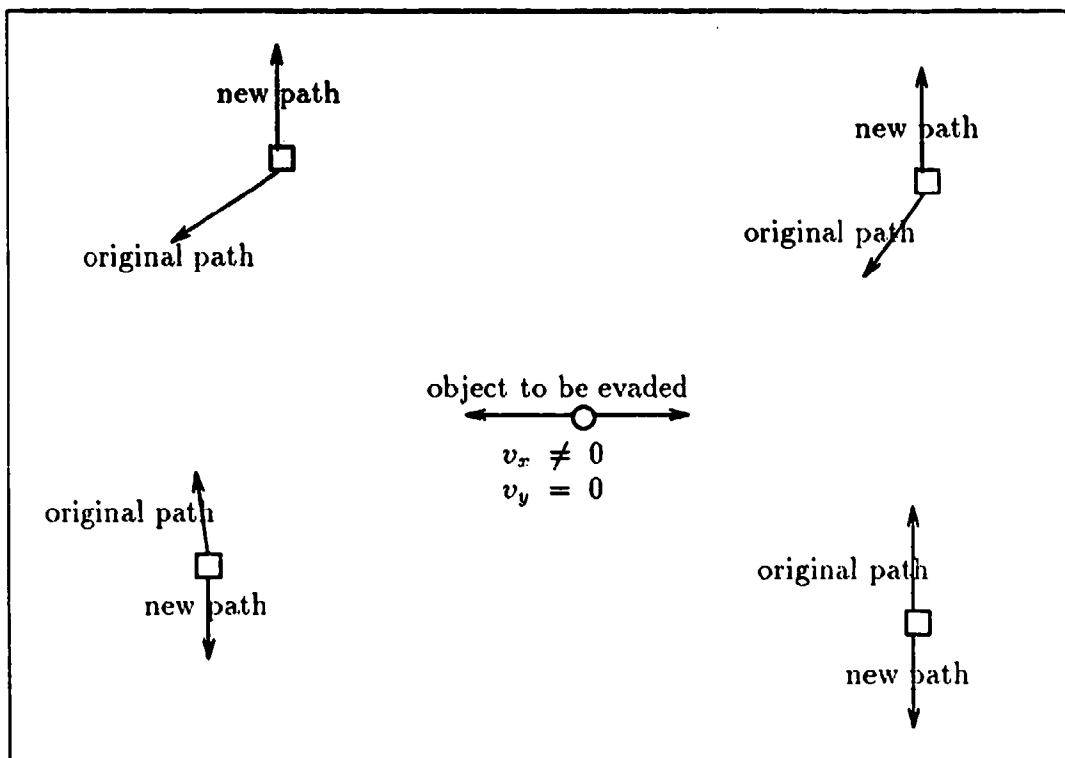 new path
new path
original path
original path
object to be evaded
v_x ≠ 0
v_y = 0
original path
original path
new path
new path